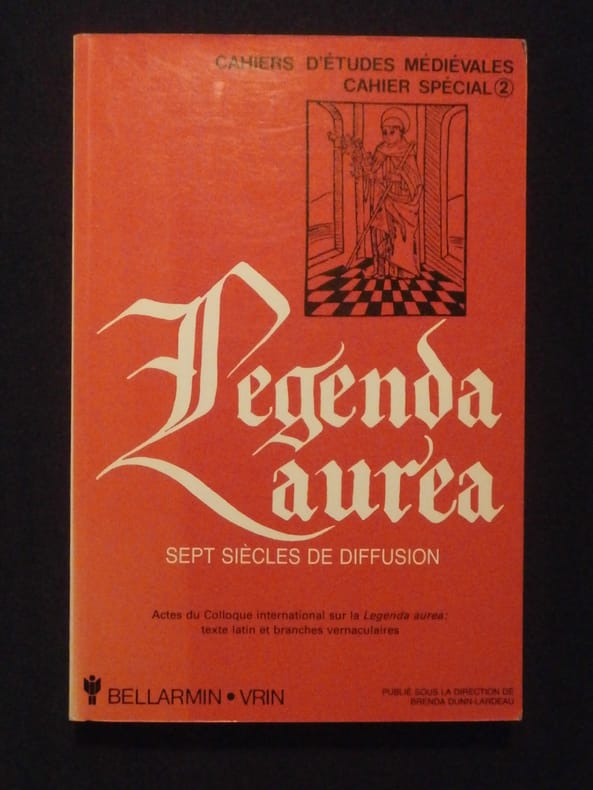 CAHIERS D'ÉTUDES MÉDIÉVALES
CAHIER SPÉCIAL ②
Legenda
aurea
SEPT SIÈCLES DE DIFFUSION
Actes du Colloque international sur la Legenda aurea:
texte latin et branches vernaculaires
BELLARMIN • VRIN
PUBLIÉ SOUS LA DIRECTION DE
BRENDA DUNN-LARDEAU